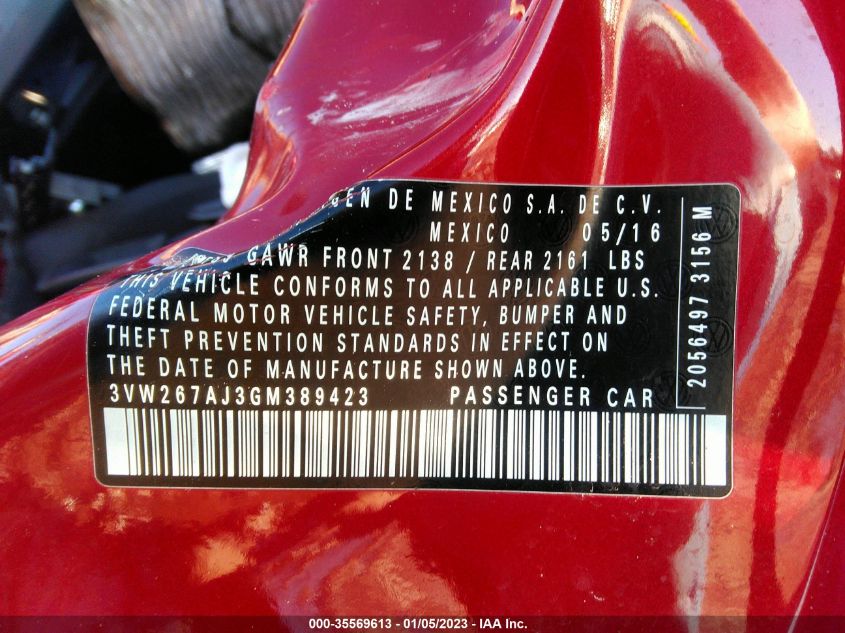 DE MEXICO S.A. DE C.V.
MEXICO 05/16
GAWR FRONT 2138 / REAR 2161 LBS
THIS VEHICLE CONFORMS TO ALL APPLICABLE U.S.
FEDERAL MOTOR VEHICLE SAFETY, BUMPER AND
THEFT PREVENTION STANDARDS IN EFFECT ON
THE DATE OF MANUFACTURE SHOWN ABOVE.
3VW267AJ3GM389423 PASSENGER CAR
2056497 3156 M
000-35569613 - 01/05/2023 - IAA Inc.